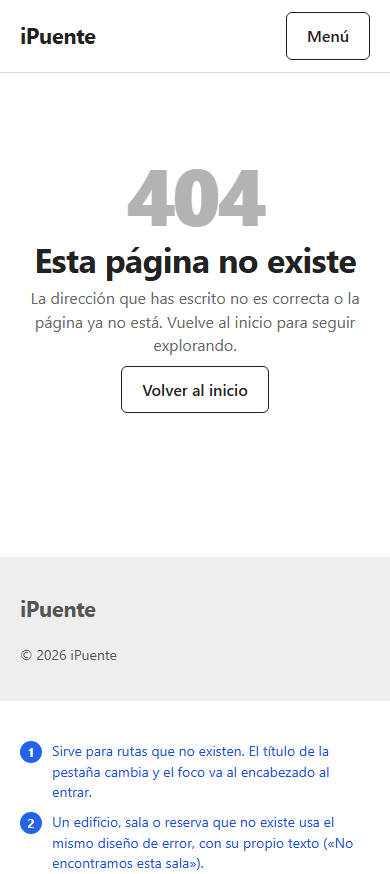 iPuente
Menú
404
Esta página no existe
La dirección que has escrito no es correcta o la
página ya no está. Vuelve al inicio para seguir
explorando.
Volver al inicio
iPuente
© 2026 iPuente
1 Sirve para rutas que no existen. El título de la
pestaña cambia y el foco va al encabezado al
entrar.
2 Un edificio, sala o reserva que no existe usa el
mismo diseño de error, con su propio texto («No
encontramos esta sala»).